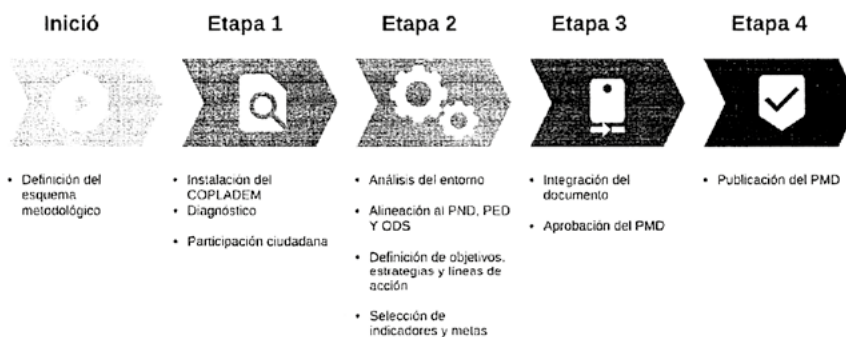 Inició
Etapa 1
Etapa 2
Etapa 3
Etapa 4
• Definición del
esquema
metodológico
• Instalación del
COPLADEM
• Diagnóstico
• Participación ciudadana
• Análisis del entorno
• Alineación al PND, PED
Y ODS
• Definición de objetivos,
estrategias y líneas de
acción
• Selección de
indicadores y metas
• Integración del
documento
• Aprobación del PMD
• Publicación del PMD